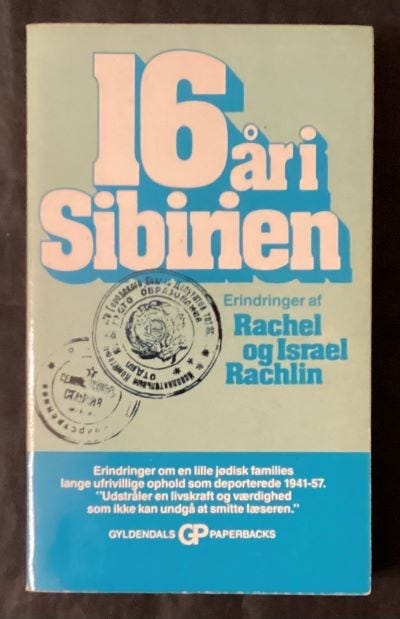 16
år i
Sibirien
Erindringer af
Rachel
og Israel
Rachlin
ОТДЕЛ
Erindringer om en lille jødisk families
lange ufrivillige ophold som deporterede 1941-57.
"Udstråler en livskraft og værdighed
som ikke kan undgå at smitte læseren."
GYLDENDALS GP PAPERBACKS